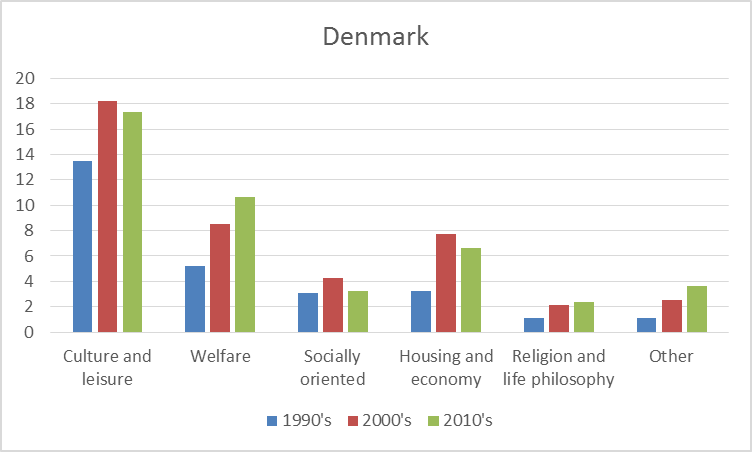 Denmark
20
18
16
14
12
10
8
6
4
2
0
Culture and
leisure
Welfare
Socially
oriented
Housing and
economy
Religion and
life philosophy
Other
1990's 2000's 2010's